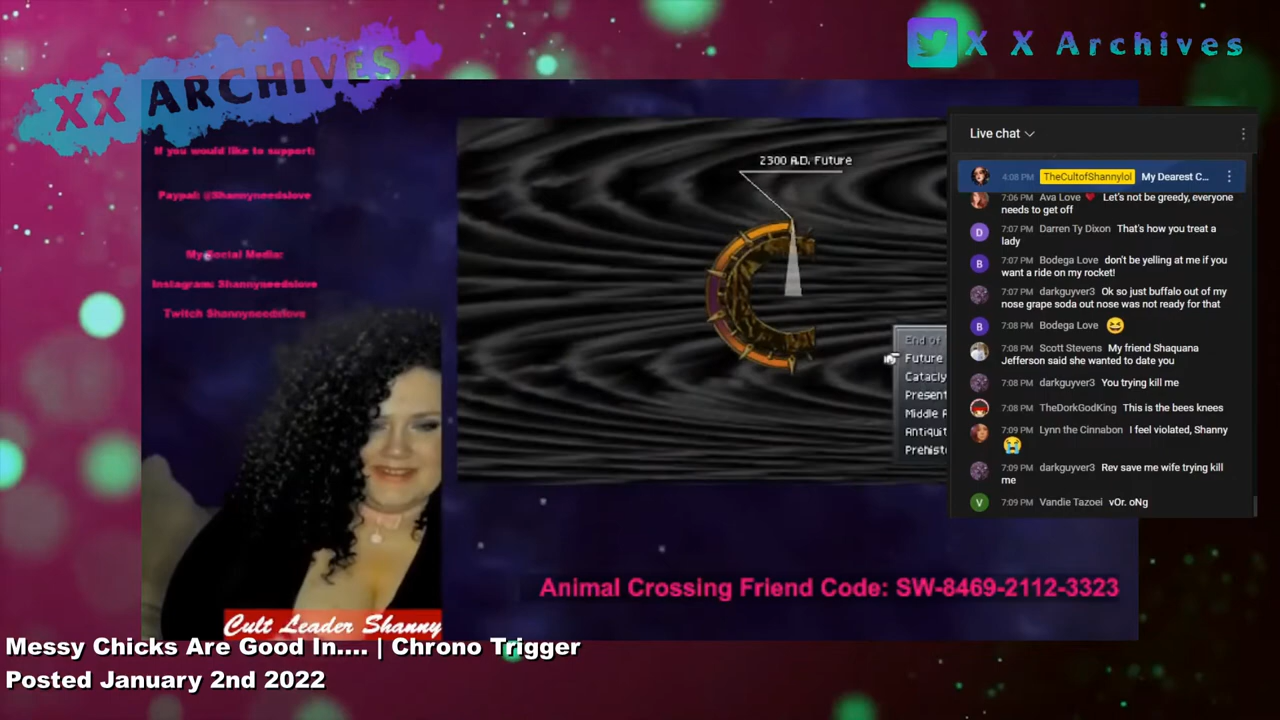 XX ARCHIVES
X X Archives
If you would like to support:
Paypal: @Shannyneedslove
My Social Media:
Instagram: Shannyneedslove
Twitch Shannyneedslove
2300 A.D. Future
End of
Future
Catacly
Present
Middle
Antiquit
Prehist
Live chat
4:08 PM TheCultofShannylol My Dearest C...
7:06 PM Ava Love ❤️ Let's not be greedy, everyone
needs to get off
7:07 PM Darren Ty Dixon That's how you treat a
lady
7:07 PM Bodega Love don't be yelling at me if you
want a ride on my rocket!
7:07 PM darkguyver3 Ok so just buffalo out of my
nose grape soda out nose was not ready for that
7:08 PM Bodega Love 😆
7:08 PM Scott Stevens My friend Shaquana
Jefferson said she wanted to date you
7:08 PM darkguyver3 You trying kill me
7:08 PM TheDorkGodKing This is the bees knees
7:09 PM Lynn the Cinnabon I feel violated, Shanny
😭
7:09 PM darkguyver3 Rev save me wife trying kill
me
7:09 PM Vandie Tazoei vOr. oNg
D
B
B
V
Animal Crossing Friend Code: SW-8469-2112-3323
Cult Leader Shanny
Messy Chicks Are Good In.... | Chrono Trigger
Posted January 2nd 2022